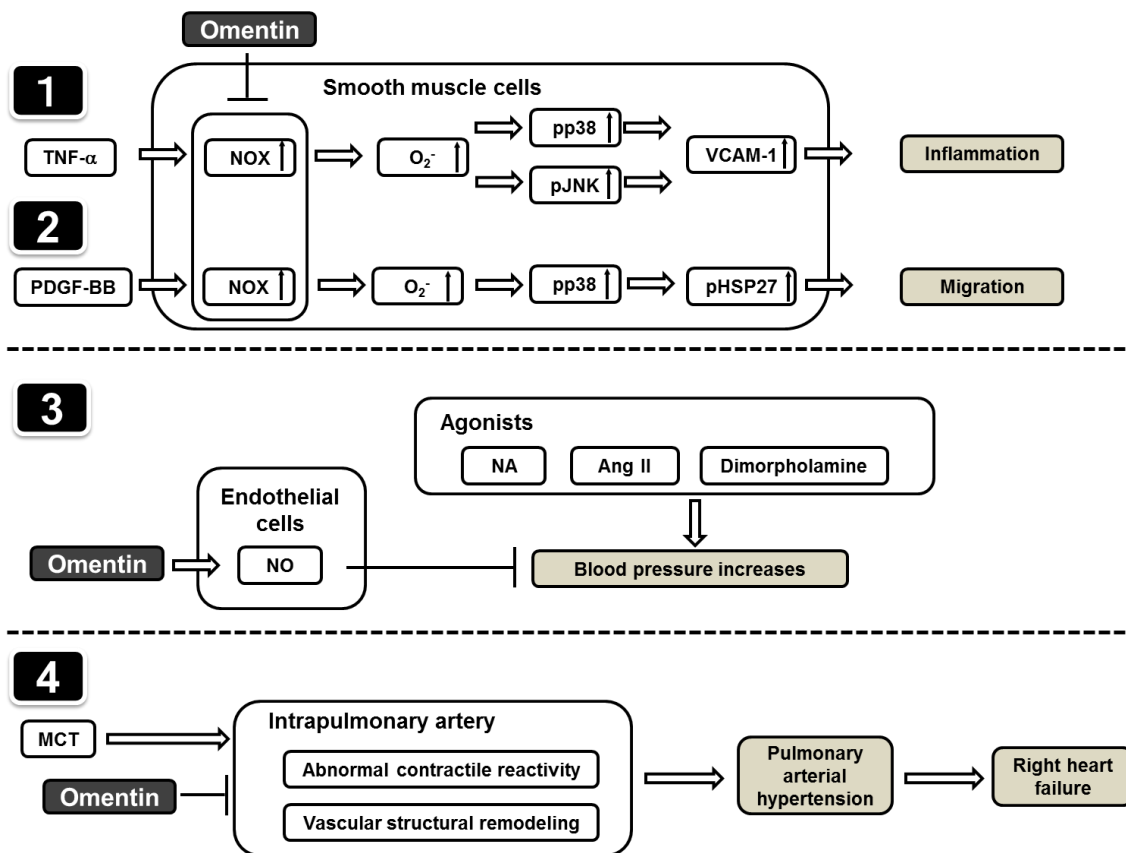 Omentin
1
Smooth muscle cells
TNF-α
NOX
O₂⁻
pp38
pJNK
VCAM-1
Inflammation
2
PDGF-BB
NOX
O₂⁻
pp38
pHSP27
Migration
3
Agonists
NA
Ang II
Dimorpholamine
Endothelial
cells
Omentin
NO
Blood pressure increases
4
MCT
Omentin
Intrapulmonary artery
Abnormal contractile reactivity
Vascular structural remodeling
Pulmonary
arterial
hypertension
Right heart
failure